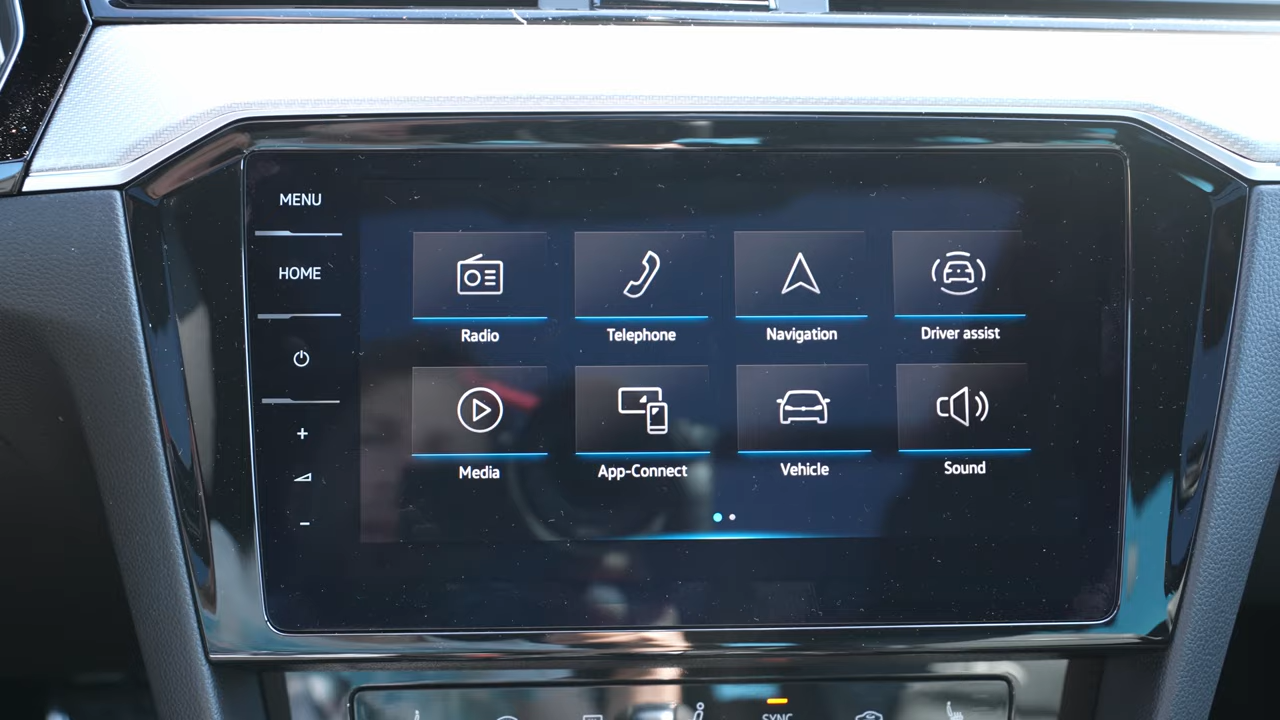 MENU
HOME
Radio
Telephone
Navigation
Driver assist
Media
App-Connect
Vehicle
Sound
SYNC